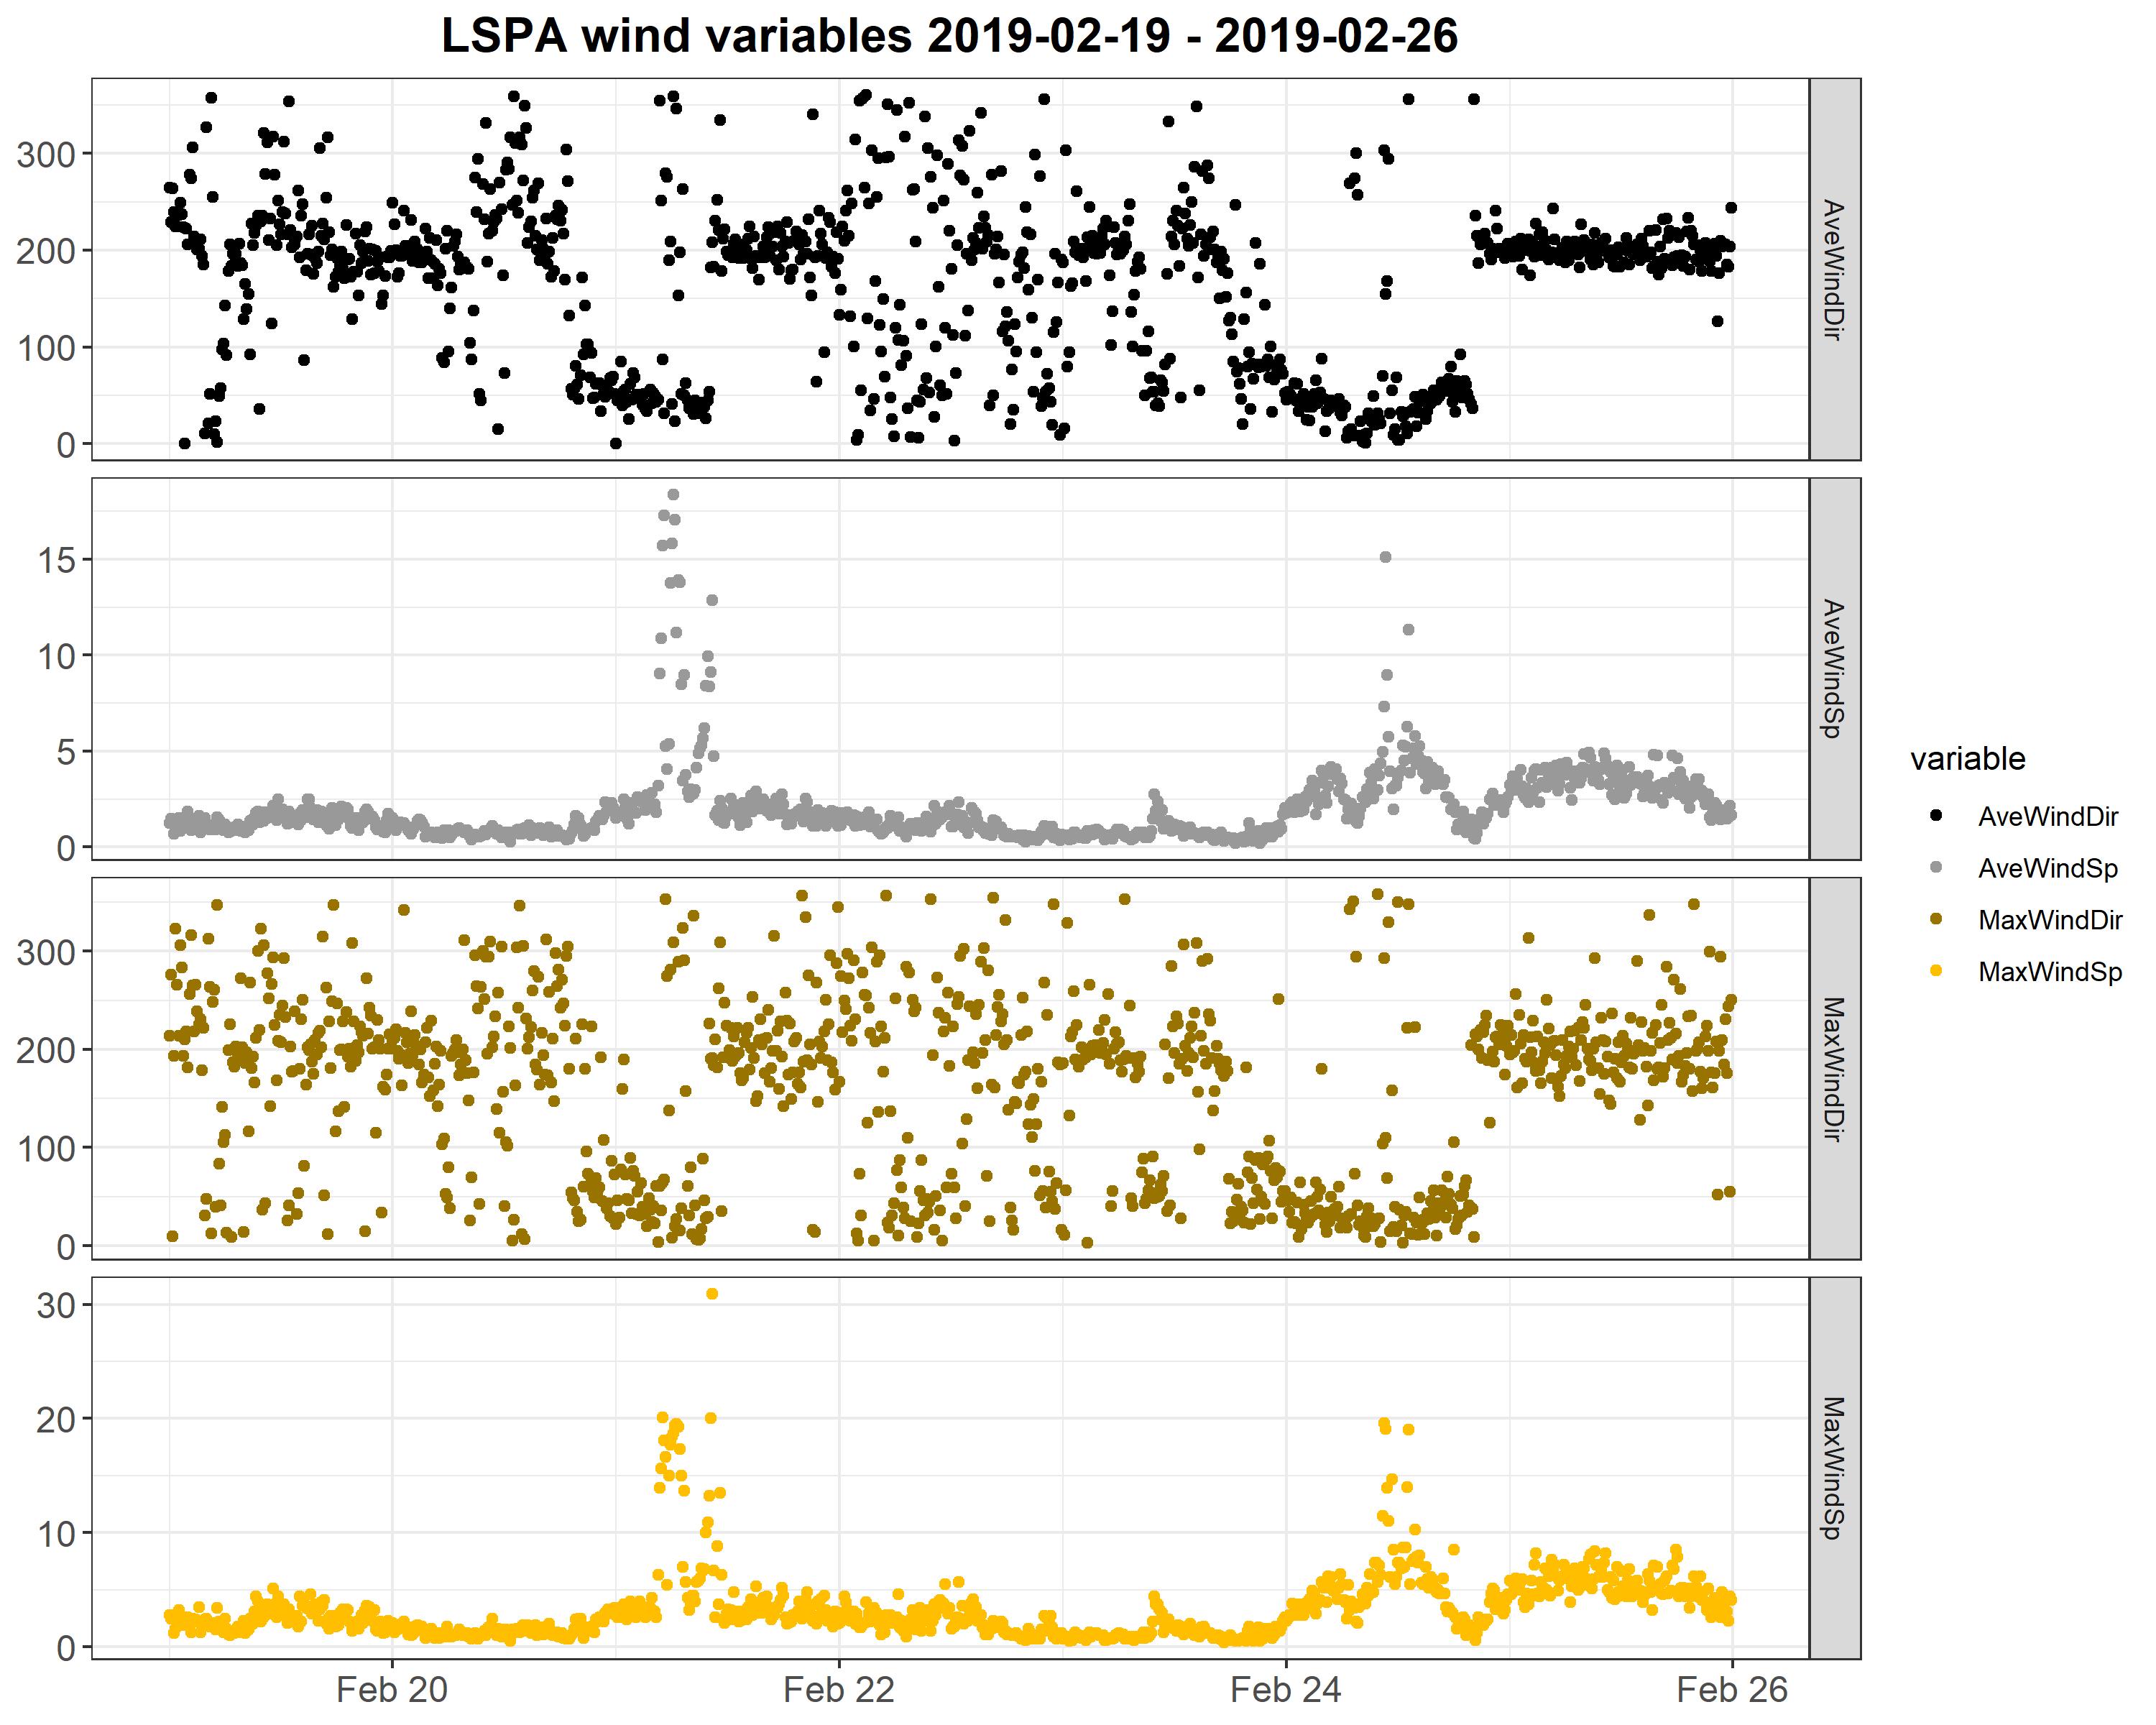 LSPA wind variables 2019-02-19 - 2019-02-26
300
200
100
0
AveWindDir
15
10
5
0
AveWindSp
300
200
100
0
MaxWindDir
30
20
10
0
MaxWindSp
Feb 20 Feb 22 Feb 24 Feb 26
variable
AveWindDir
AveWindSp
MaxWindDir
MaxWindSp